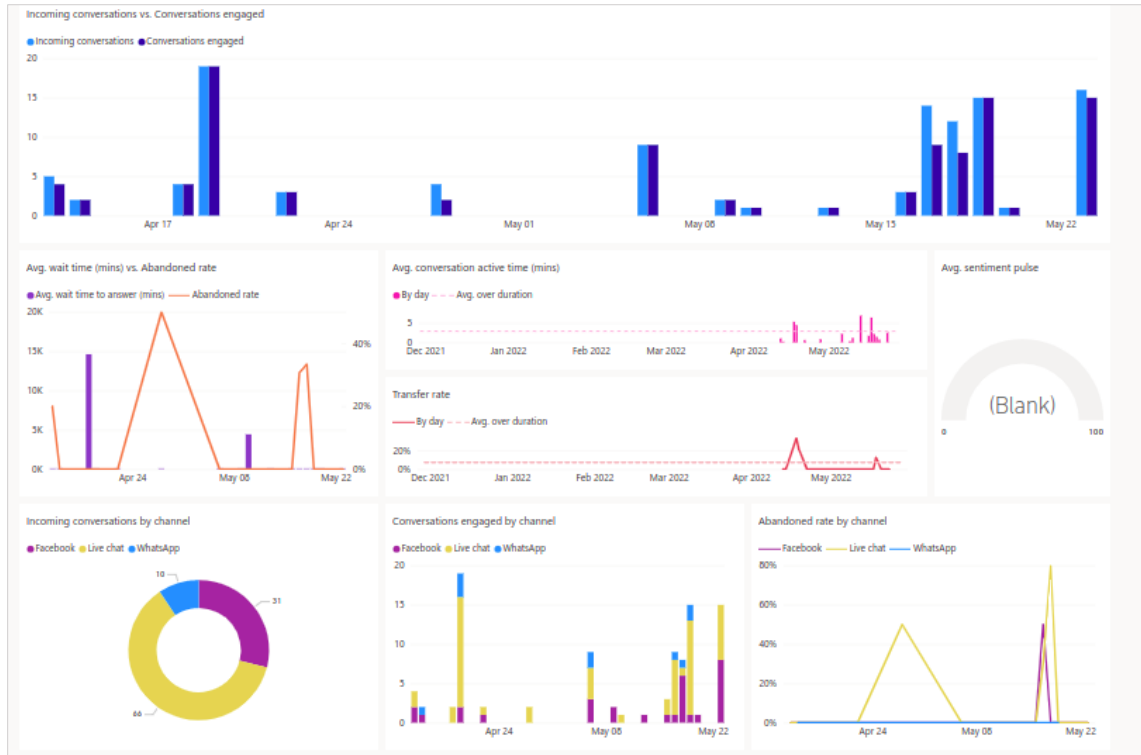 Incoming conversations vs. Conversations engaged
Incoming conversations Conversations engaged
20
15
10
5
0
Apr 17 Apr 24 May 01 May 08 May 15 May 22
Avg. wait time (mins) vs. Abandoned rate
Avg. wait time to answer (mins) Abandoned rate
20K
15K
10K
5K
0K
40%
20%
0%
Apr 24 May 08 May 22
Avg. conversation active time (mins)
By day Avg. over duration
5
0
Dec 2021 Jan 2022 Feb 2022 Mar 2022 Apr 2022 May 2022
Transfer rate
By day Avg. over duration
20%
0%
Dec 2021 Jan 2022 Feb 2022 Mar 2022 Apr 2022 May 2022
Avg. sentiment pulse
(Blank)
0 100
Incoming conversations by channel
Facebook Live chat WhatsApp
10
31
66
Conversations engaged by channel
Facebook Live chat WhatsApp
20
15
10
5
0
Apr 24 May 08 May 22
Abandoned rate by channel
Facebook Live chat WhatsApp
80%
60%
40%
20%
0%
Apr 24 May 08 May 22